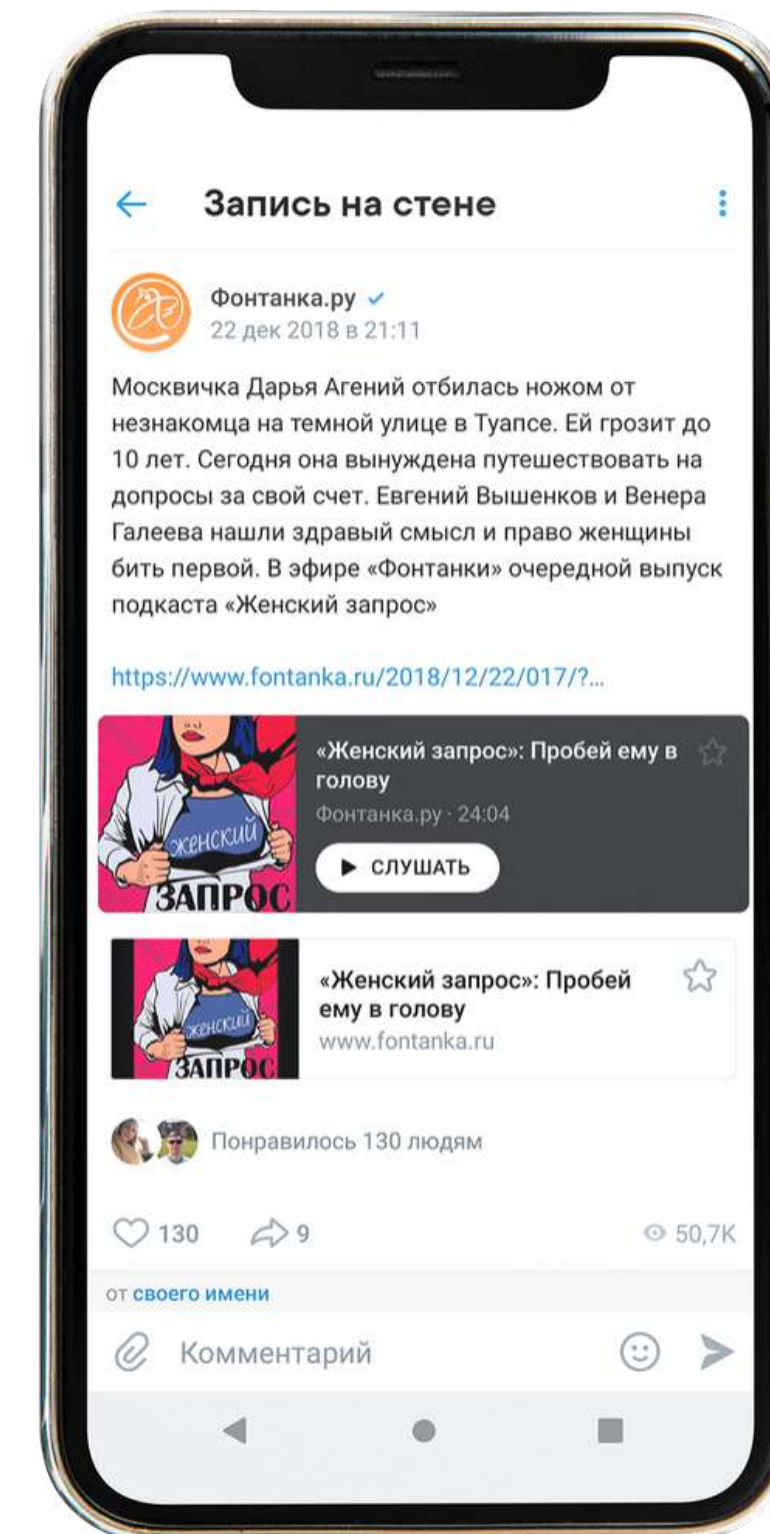 Запись на стене
Фонтанка.ру
22 дек 2018 в 21:11
Москвичка Дарья Агений отбилась ножом от
незнакомца на темной улице в Туапсе. Ей грозит до
10 лет. Сегодня она вынуждена путешествовать на
допросы за свой счет. Евгений Вышенков и Венера
Галеева нашли здравый смысл и право женщины
бить первой. В эфире «Фонтанки» очередной выпуск
подкаста «Женский запрос»
https://www.fontanka.ru/2018/12/22/017/?...
женский
ЗАПРОС
«Женский запрос»: Пробей ему в
голову
Фонтанка.ру · 24:04
СЛУШАТЬ
женский
ЗАПРОС
«Женский запрос»: Пробей
ему в голову
www.fontanka.ru
Понравилось 130 людям
130 9 50,7K
от своего имени
Комментарий